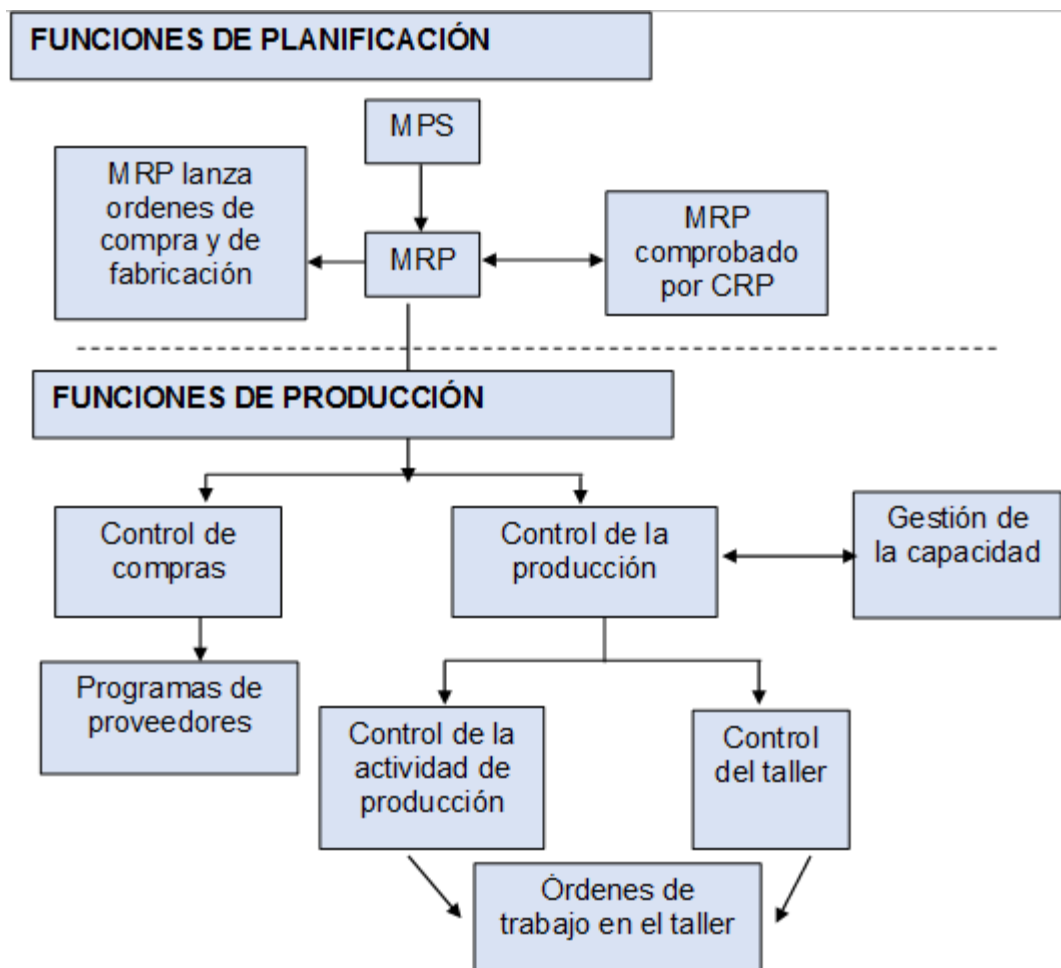 FUNCIONES DE PLANIFICACIÓN
MPS
MRP lanza
ordenes de
compra y de
fabricación
MRP
MRP
comprobado
por CRP
FUNCIONES DE PRODUCCIÓN
Control de
compras
Control de la
producción
Gestión de
la capacidad
Programas de
proveedores
Control de la
actividad de
producción
Control
del taller
Órdenes de
trabajo en el taller